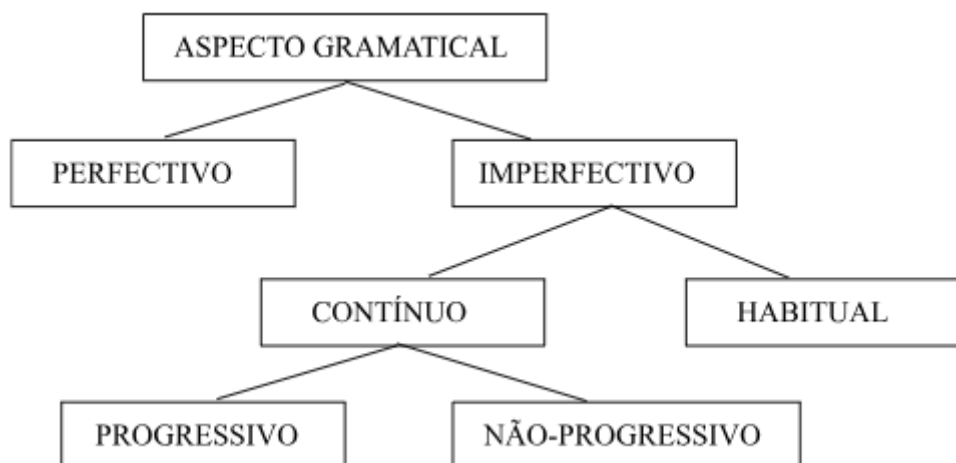 ASPECTO GRAMATICAL
PERFECTIVO
IMPERFECTIVO
CONTÍNUO
HABITUAL
PROGRESSIVO
NÃO-PROGRESSIVO